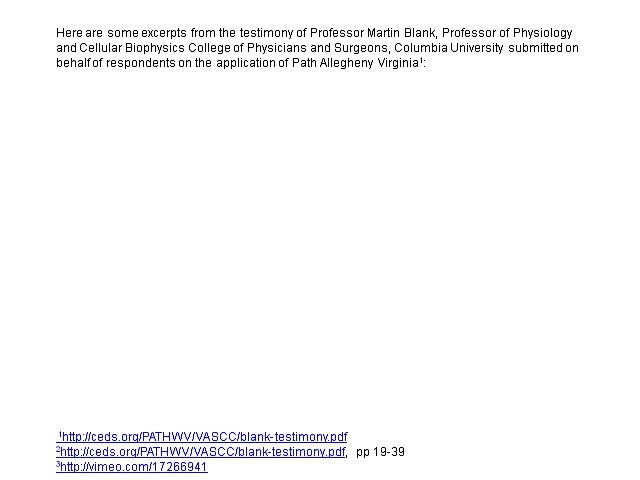 Here are some excerpts from the testimony of Professor Martin Blank, Professor of Physiology
and Cellular Biophysics College of Physicians and Surgeons, Columbia University submitted on
behalf of respondents on the application of Path Allegheny Virginia¹:
¹http://ceds.org/PATHWV/VASCC/blank-testimony.pdf
²http://ceds.org/PATHWV/VASCC/blank-testimony.pdf, pp 19-39
³http://vimeo.com/17266941